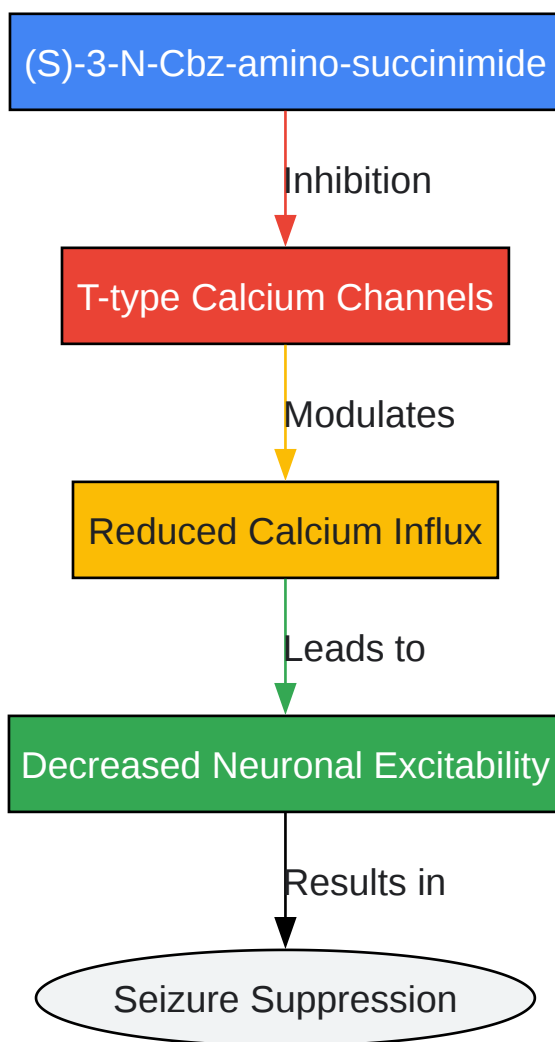 (S)-3-N-Cbz-amino-succinimide
Inhibition
T-type Calcium Channels
Modulates
Reduced Calcium Influx
Leads to
Decreased Neuronal Excitability
Results in
Seizure Suppression